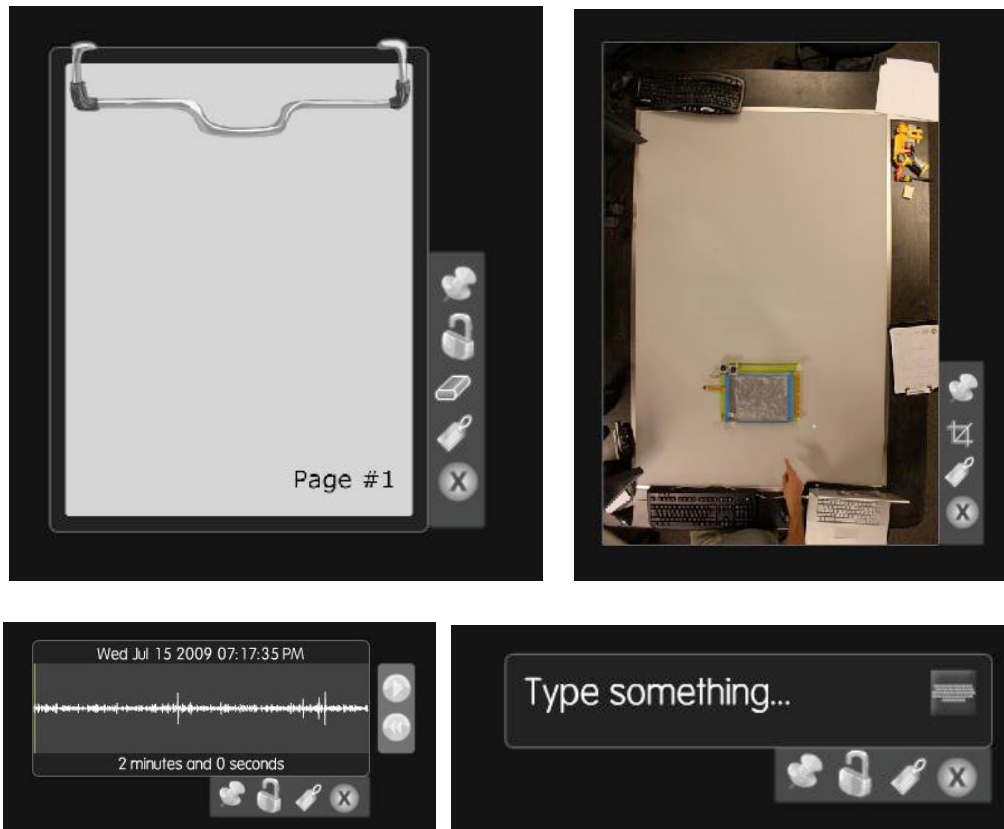 Page #1
X
X
Wed Jul 15 2009 07:17:35 PM
2 minutes and 0 seconds
X
Type something...
X